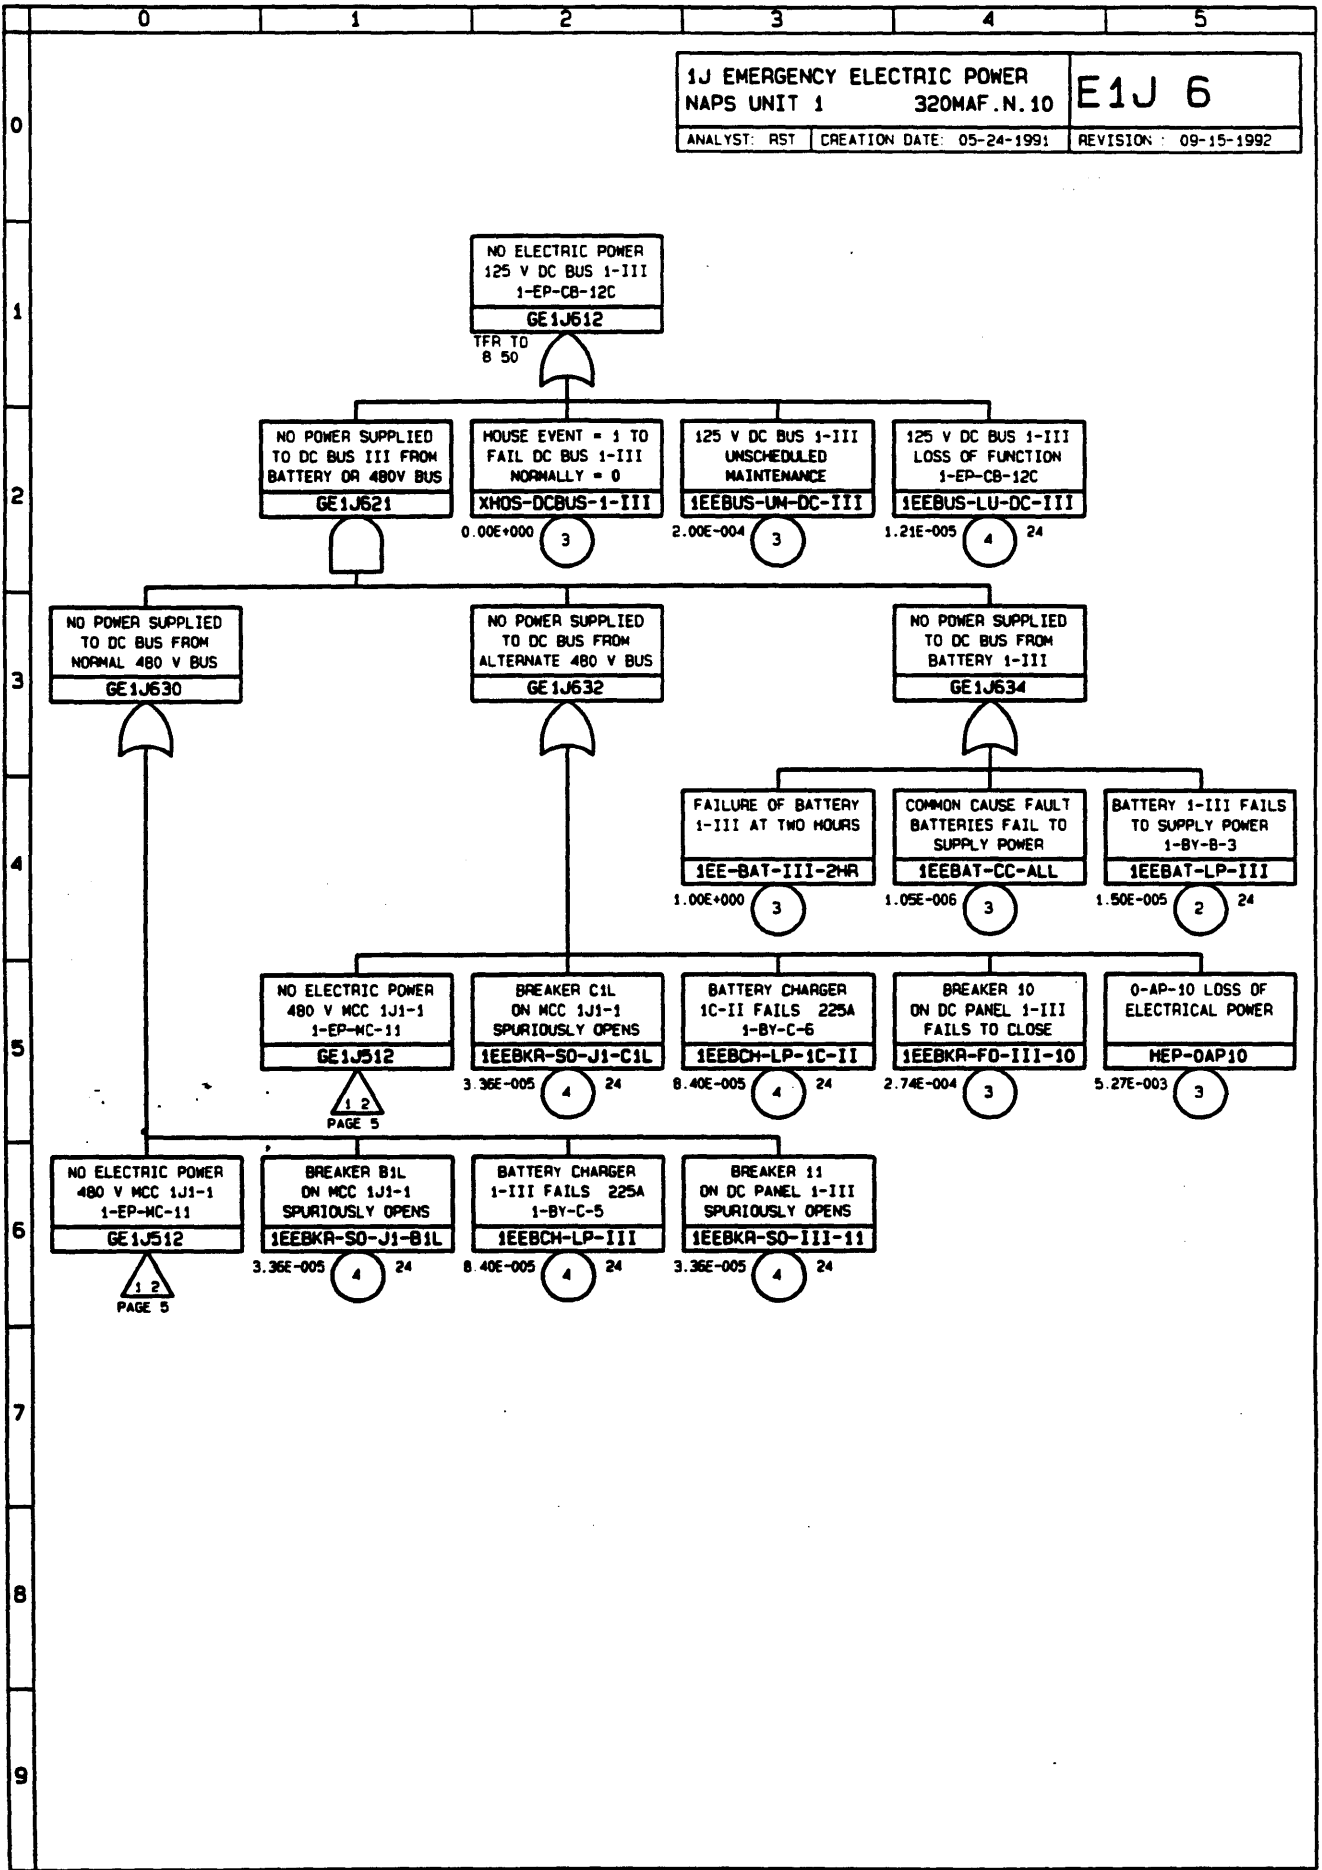 0 1 2 3 4 5
1J EMERGENCY ELECTRIC POWER
NAPS UNIT 1 320MAF.N.10
E1J 6
ANALYST: RST CREATION DATE: 05-24-1991 REVISION : 09-15-1992
0
NO ELECTRIC POWER
125 V DC BUS 1-III
1-EP-CB-12C
GE1J612
TFR TO
B 50
1
NO POWER SUPPLIED
TO DC BUS III FROM
BATTERY OR 480V BUS
GE1J621
HOUSE EVENT = 1 TO
FAIL DC BUS 1-III
NORMALLY = 0
XHOS-DCBUS-1-III
0.00E+000 3
125 V DC BUS 1-III
UNSCHEDULED
MAINTENANCE
1EEBUS-UM-DC-III
2.00E-004 3
125 V DC BUS 1-III
LOSS OF FUNCTION
1-EP-CB-12C
1EEBUS-LU-DC-III
1.21E-005 4 24
2
NO POWER SUPPLIED
TO DC BUS FROM
NORMAL 480 V BUS
GE1J630
NO POWER SUPPLIED
TO DC BUS FROM
ALTERNATE 480 V BUS
GE1J632
NO POWER SUPPLIED
TO DC BUS FROM
BATTERY 1-III
GE1J634
3
FAILURE OF BATTERY
1-III AT TWO HOURS
1EE-BAT-III-2HR
1.00E+000 3
COMMON CAUSE FAULT
BATTERIES FAIL TO
SUPPLY POWER
1EEBAT-CC-ALL
1.05E-006 3
BATTERY 1-III FAILS
TO SUPPLY POWER
1-BY-B-3
1EEBAT-LP-III
1.50E-005 2 24
4
NO ELECTRIC POWER
480 V MCC 1J1-1
1-EP-MC-11
GE1J512
1 2
PAGE 5
BREAKER C1L
ON MCC 1J1-1
SPURIOUSLY OPENS
1EEBKR-SO-J1-C1L
3.36E-005 4 24
BATTERY CHARGER
1C-II FAILS 225A
1-BY-C-6
1EEBCH-LP-1C-II
8.40E-005 4 24
BREAKER 10
ON DC PANEL 1-III
FAILS TO CLOSE
1EEBKR-FO-III-10
2.74E-004 3
0-AP-10 LOSS OF
ELECTRICAL POWER
HEP-OAP10
5.27E-003 3
5
NO ELECTRIC POWER
480 V MCC 1J1-1
1-EP-MC-11
GE1J512
1 2
PAGE 5
BREAKER B1L
ON MCC 1J1-1
SPURIOUSLY OPENS
1EEBKR-SO-J1-B1L
3.36E-005 4 24
BATTERY CHARGER
1-III FAILS 225A
1-BY-C-5
1EEBCH-LP-III
8.40E-005 4 24
BREAKER 11
ON DC PANEL 1-III
SPURIOUSLY OPENS
1EEBKR-SO-III-11
3.36E-005 4 24
6
7
8
9